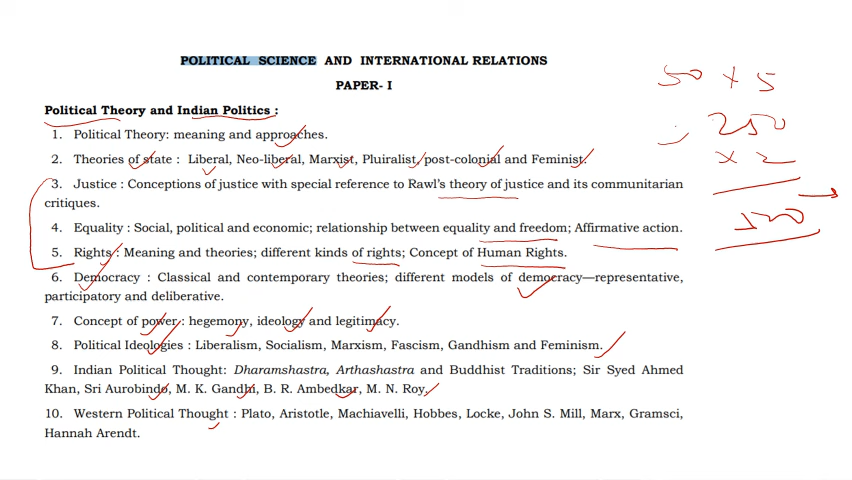 POLITICAL SCIENCE AND INTERNATIONAL RELATIONS
PAPER- I
Political Theory and Indian Politics :
1. Political Theory: meaning and approaches.
2. Theories of state : Liberal, Neo-liberal, Marxist, Pluiralist, post-colonial and Feminist.
3. Justice : Conceptions of justice with special reference to Rawl's theory of justice and its communitarian
critiques.
4. Equality : Social, political and economic; relationship between equality and freedom; Affirmative action.
5. Rights : Meaning and theories; different kinds of rights; Concept of Human Rights.
6. Democracy : Classical and contemporary theories; different models of democracy—representative,
participatory and deliberative.
7. Concept of power : hegemony, ideology and legitimacy.
8. Political Ideologies : Liberalism, Socialism, Marxism, Fascism, Gandhism and Feminism.
9. Indian Political Thought: Dharamshastra, Arthashastra and Buddhist Traditions; Sir Syed Ahmed
Khan, Sri Aurobindo, M. K. Gandhi, B. R. Ambedkar, M. N. Roy.
10. Western Political Thought : Plato, Aristotle, Machiavelli, Hobbes, Locke, John S. Mill, Marx, Gramsci,
Hannah Arendt.
50 x 5
250
x 2
500